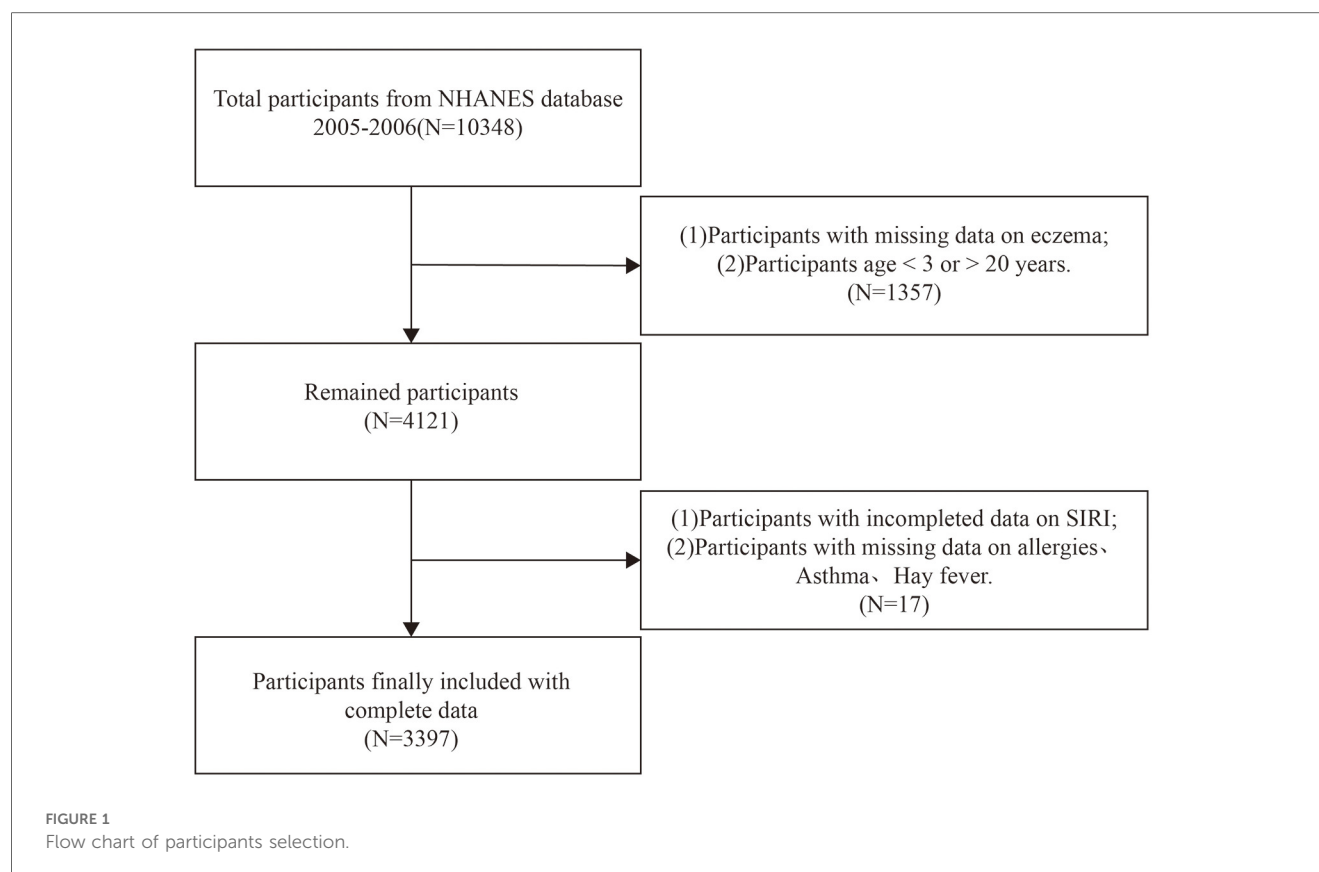 Total participants from NHANES database
2005-2006(N=10348)
(1)Participants with missing data on eczema;
(2)Participants age < 3 or > 20 years.
(N=1357)
Remained participants
(N=4121)
(1)Participants with incompleted data on SIRI;
(2)Participants with missing data on allergies、
Asthma、Hay fever.
(N=17)
Participants finally included with
complete data
(N=3397)
FIGURE 1
Flow chart of participants selection.